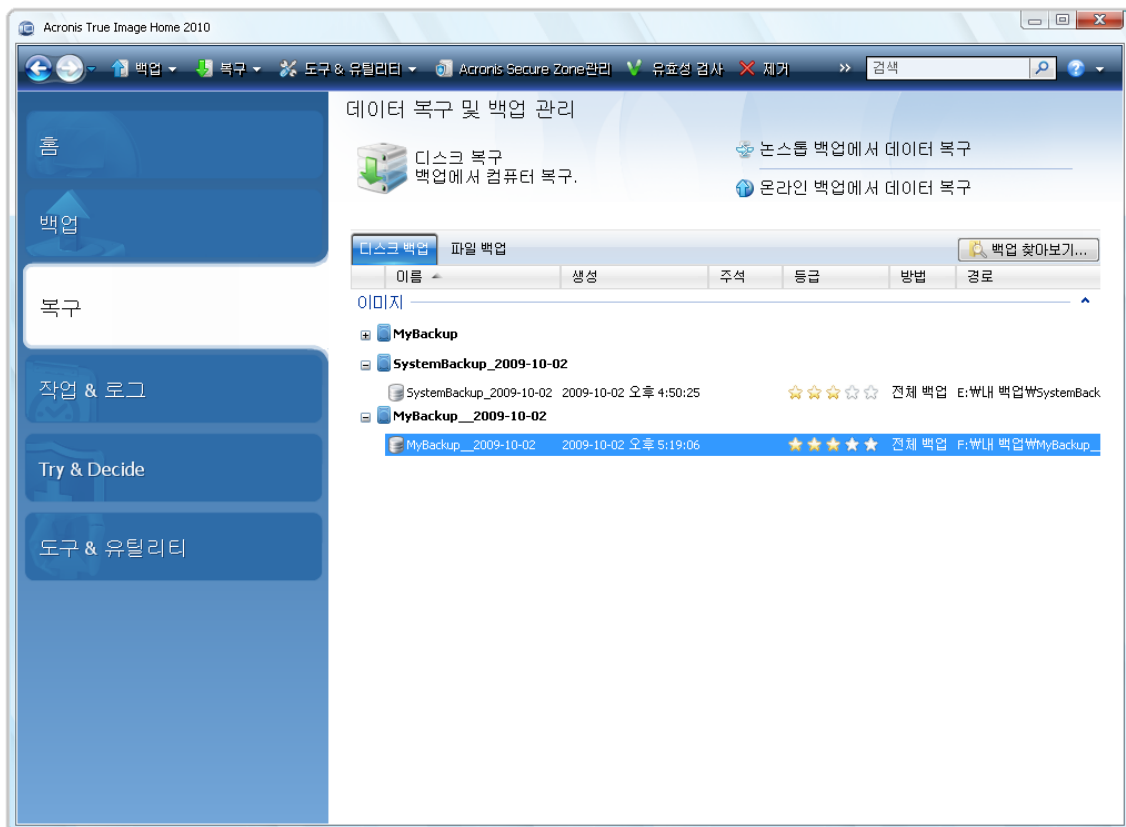 Acronis True Image Home 2010
백업 복구 도구 & 유틸리티 Acronis Secure Zone관리 유효성 검사 제거 » 검색
데이터 복구 및 백업 관리
디스크 복구
백업에서 컴퓨터 복구.
논스톱 백업에서 데이터 복구
온라인 백업에서 데이터 복구
홈
백업
복구
작업 & 로그
Try & Decide
도구 & 유틸리티
디스크 백업 파일 백업 백업 찾아보기...
이름 생성 주석 등급 방법 경로
이미지
MyBackup
SystemBackup_2009-10-02
SystemBackup_2009-10-02 2009-10-02 오후 4:50:25 전체 백업 E:₩내 백업₩SystemBack
MyBackup__2009-10-02
MyBackup__2009-10-02 2009-10-02 오후 5:19:06 전체 백업 F:₩내 백업₩MyBackup_